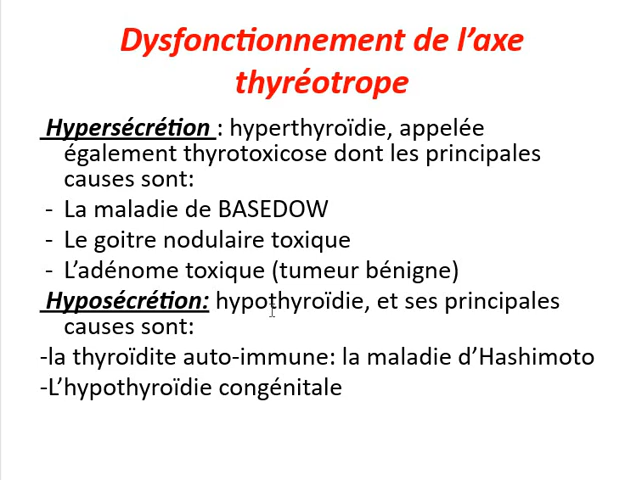 Dysfonctionnement de l’axe
thyréotrope
Hypersécrétion : hyperthyroïdie, appelée
également thyrotoxicose dont les principales
causes sont:
- La maladie de BASEDOW
- Le goitre nodulaire toxique
- L’adénome toxique (tumeur bénigne)
Hyposécrétion: hypothyroïdie, et ses principales
causes sont:
-la thyroïdite auto-immune: la maladie d’Hashimoto
-L’hypothyroïdie congénitale